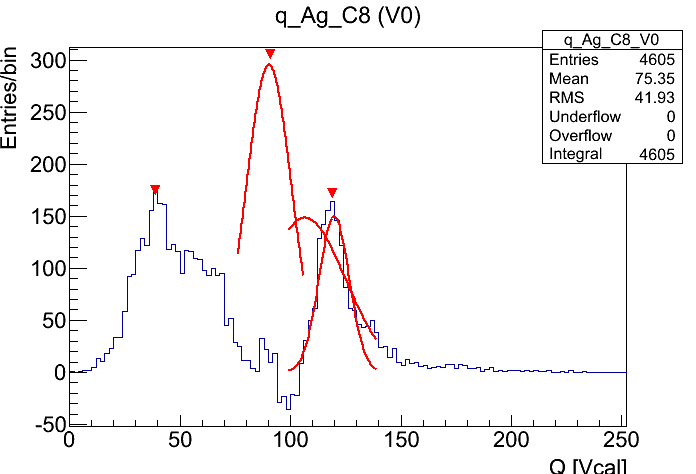 q_Ag_C8 (V0)
q_Ag_C8_V0
Entries 4605
Mean 75.35
RMS 41.93
Underflow 0
Overflow 0
Integral 4605
Entries/bin
300
250
200
150
100
50
0
-50
0 50 100 150 200 250
Q [Vcal]